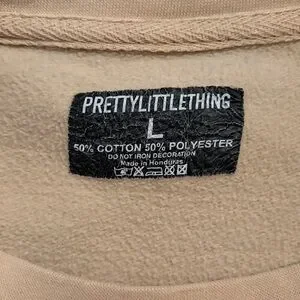 PRETTYLITTLETHING
L
50% COTTON 50% POLYESTER
DO NOT IRON DECORATION
Made in Honduras